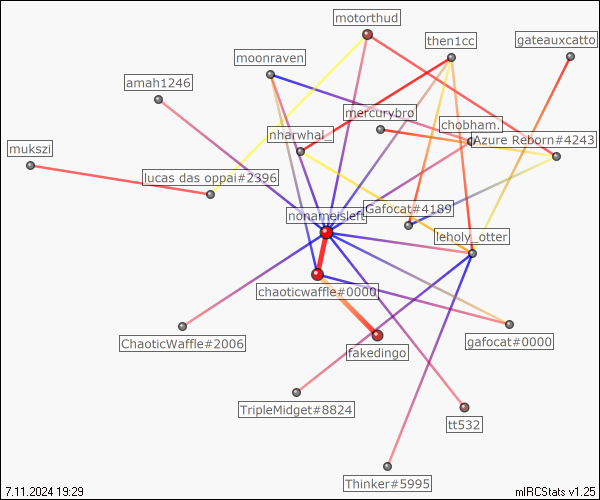 motorthud
gateauxcatto
then1cc
moonraven
amah1246
mercurybro
chobham.
nharwhal_
Azure Reborn#4243
mukszi
lucas das oppai#2396
Gafocat#4189
nonameisleft
leholy_otter
chaoticwaffle#0000
ChaoticWaffle#2006
gafocat#0000
fakedingo
TripleMidget#8824
tt532
Thinker#5995
7.11.2024 19:29
mIRCStats v1.25